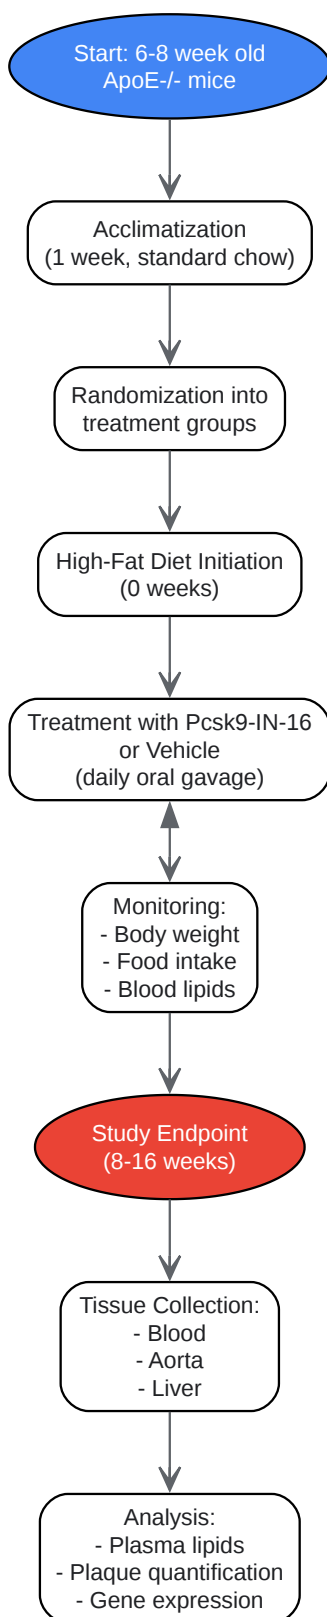 Start: 6-8 week old
ApoE-/- mice
Acclimatization
(1 week, standard chow)
Randomization into
treatment groups
High-Fat Diet Initiation
(0 weeks)
Treatment with Pcsk9-IN-16
or Vehicle
(daily oral gavage)
Monitoring:
- Body weight
- Food intake
- Blood lipids
Study Endpoint
(8-16 weeks)
Tissue Collection:
- Blood
- Aorta
- Liver
Analysis:
- Plasma lipids
- Plaque quantification
- Gene expression